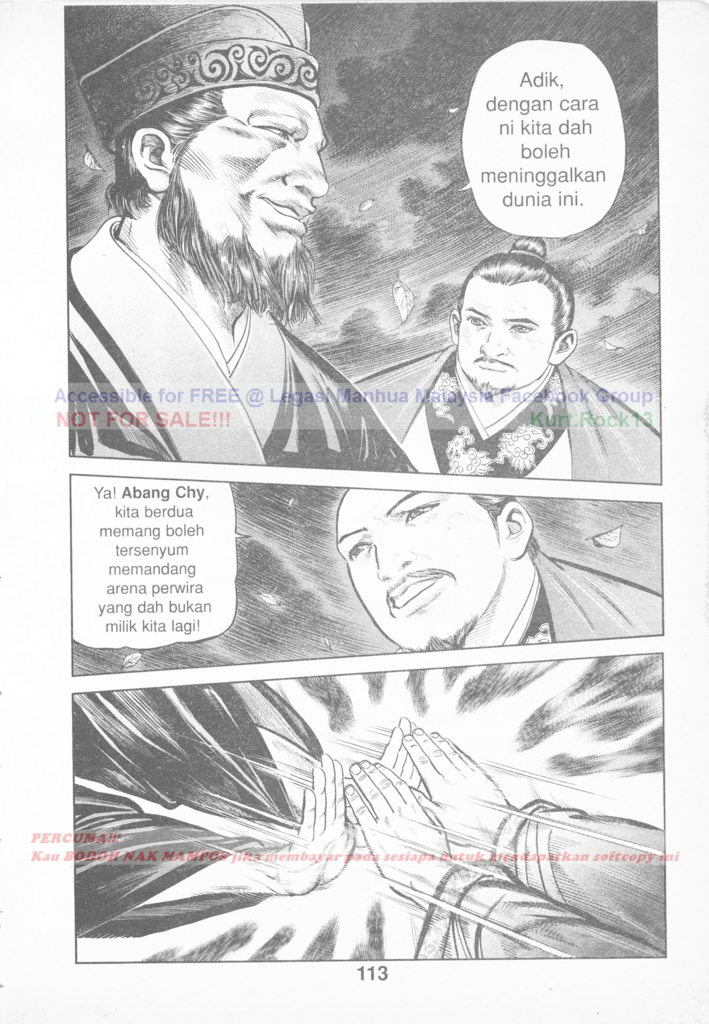 Adik,
dengan cara
ni kita dah
boleh
meninggalkan
dunia ini.
Accessible for FREE @ Legasi Manhua Malaysia Facebook Group
NOT FOR SALE!!! Kurt.Rock13
Ya! Abang Chy,
kita berdua
memang boleh
tersenyum
memandang
arena perwira
yang dah bukan
milik kita lagi!
PERCUMA!!!
Kau BODOH NAK MAMPOS jika membayar pada sesiapa untuk mendapatkan softcopy ini
113